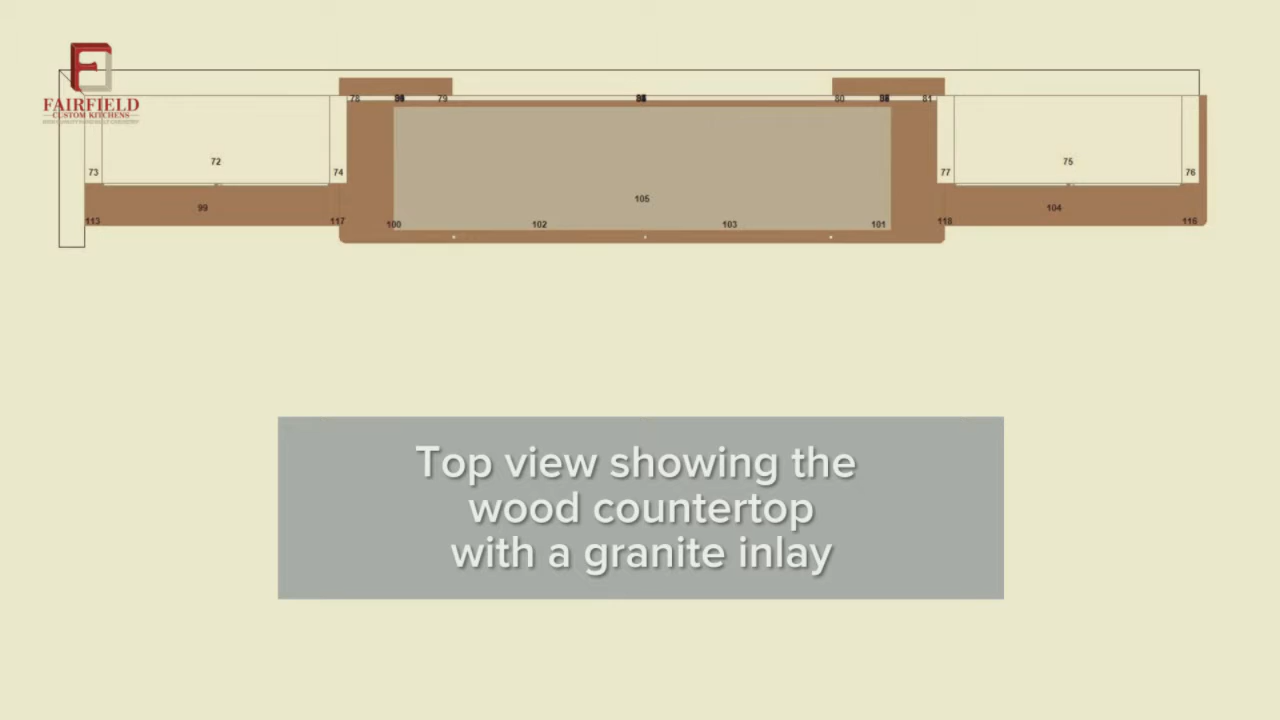 FAIRFIELD
CUSTOM KITCHENS
78 79 80 81
72 75
73 74 77 76
105
99 104
113 117 100 102 103 101 118 116
Top view showing the
wood countertop
with a granite inlay